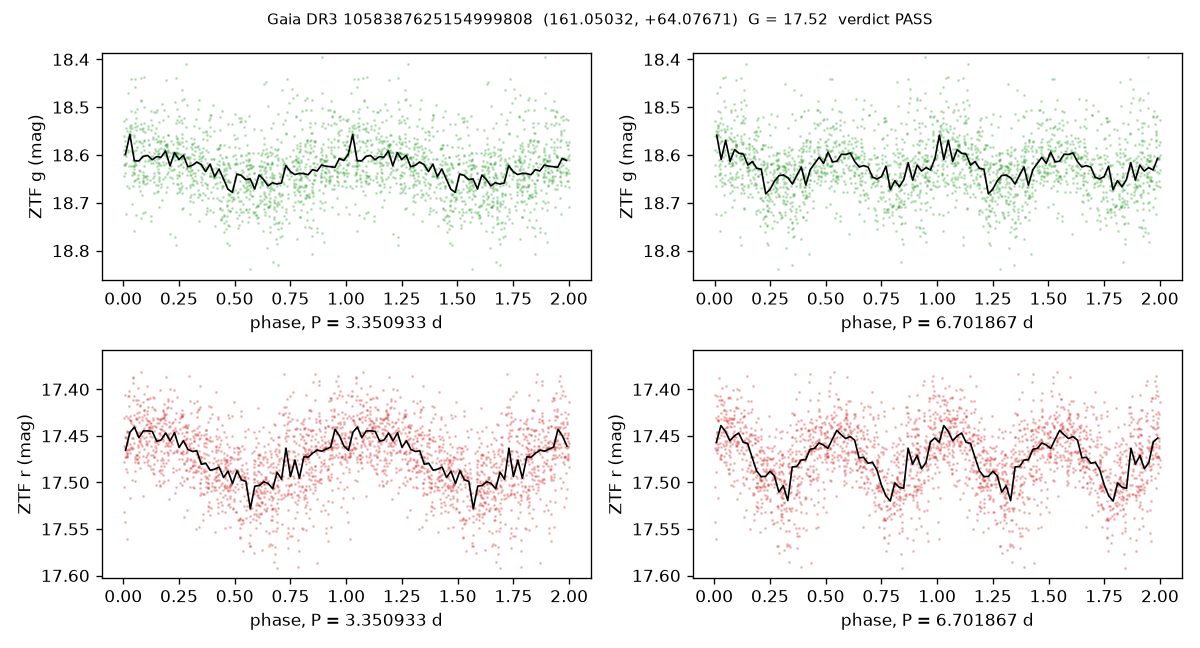 Gaia DR3 1058387625154999808 (161.05032, +64.07671) G = 17.52 verdict PASS
18.4
18.5
18.6
18.7
18.8
ZTF g (mag)
0.00 0.25 0.50 0.75 1.00 1.25 1.50 1.75 2.00
phase, P = 3.350933 d
18.4
18.5
18.6
18.7
18.8
ZTF g (mag)
0.00 0.25 0.50 0.75 1.00 1.25 1.50 1.75 2.00
phase, P = 6.701867 d
17.40
17.45
17.50
17.55
17.60
ZTF r (mag)
0.00 0.25 0.50 0.75 1.00 1.25 1.50 1.75 2.00
phase, P = 3.350933 d
17.40
17.45
17.50
17.55
17.60
ZTF r (mag)
0.00 0.25 0.50 0.75 1.00 1.25 1.50 1.75 2.00
phase, P = 6.701867 d